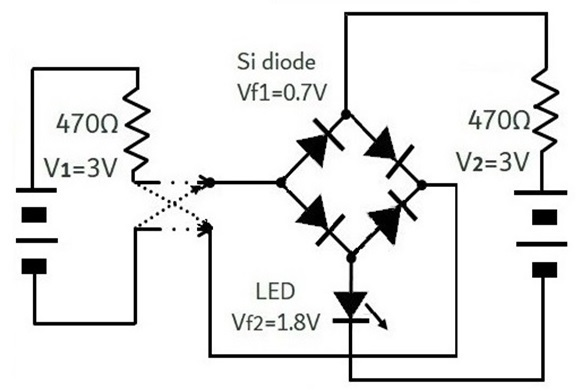 Si diode
Vf1=0.7V
470Ω
V1=3V
470Ω
V2=3V
LED
Vf2=1.8V